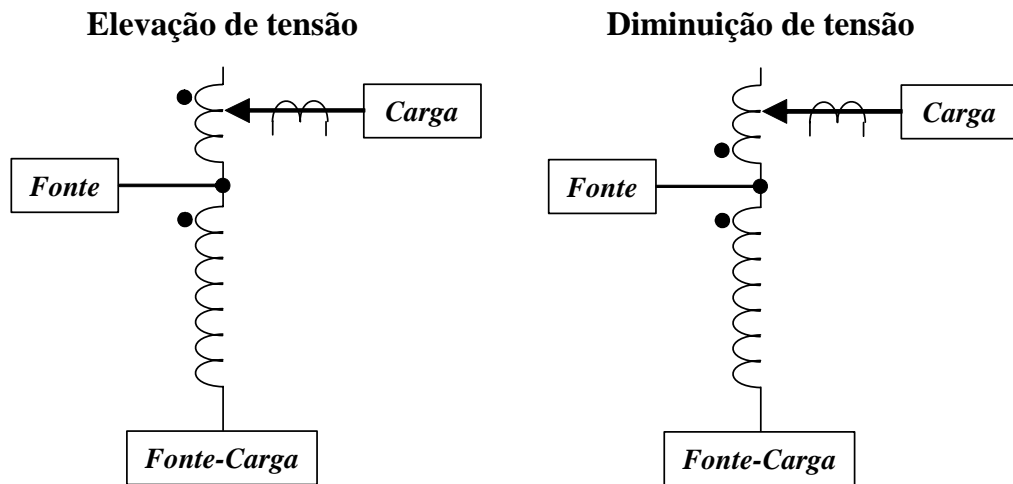 Elevação de tensão
Diminuição de tensão
Carga
Fonte
Fonte-Carga
Carga
Fonte
Fonte-Carga